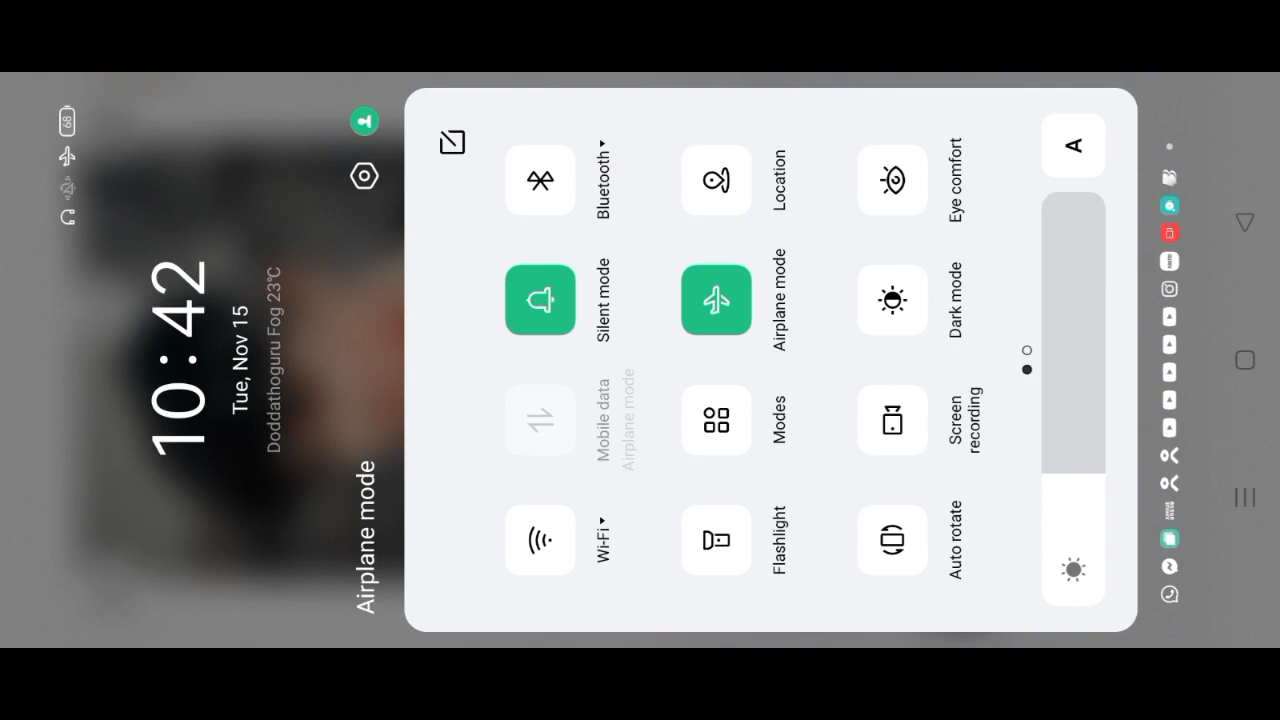 68
10:42
Tue, Nov 15
Doddathoguru Fog 23°C
Airplane mode
Wi-Fi
Mobile data
Airplane mode
Silent mode
Bluetooth
Flashlight
Modes
Airplane mode
Location
Auto rotate
Screen
recording
Dark mode
Eye comfort
A